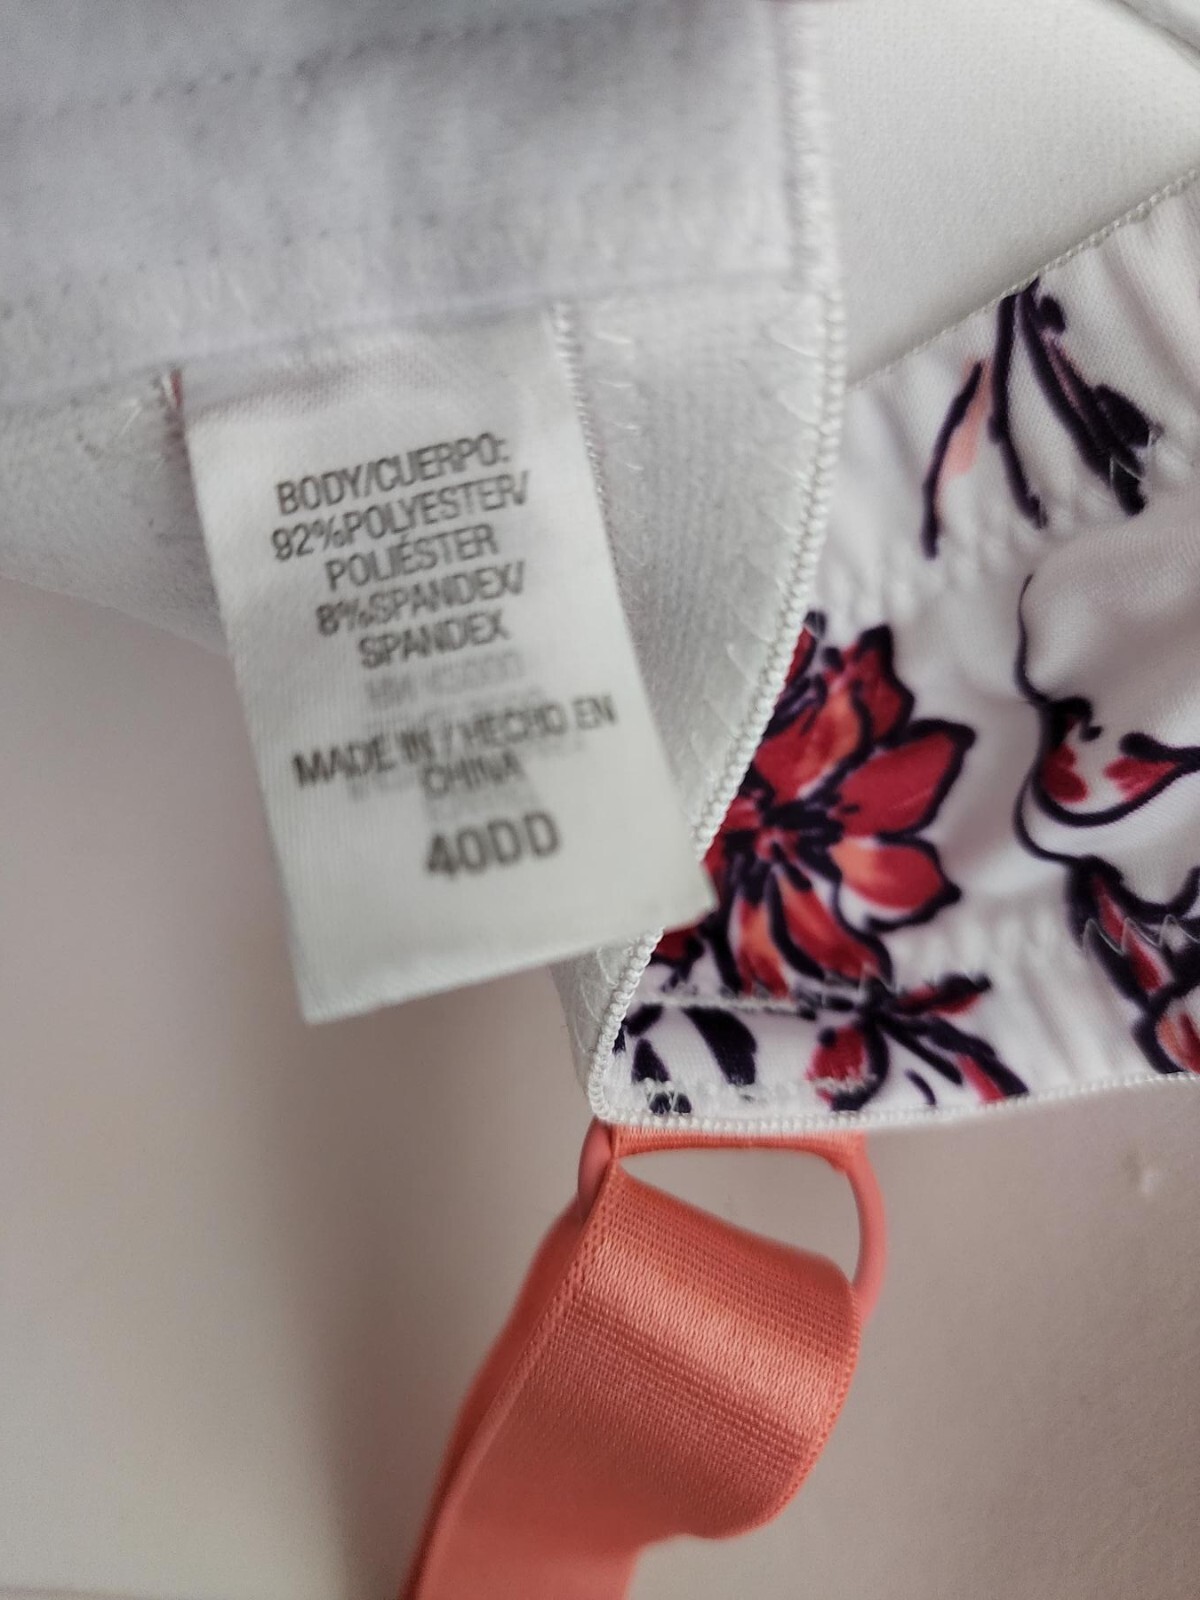 BODY/CUERPO:
92%POLYESTER/
POLIÉSTER
8%SPANDEX/
SPANDEX
MADE IN / HECHO EN
CHINA
40DD